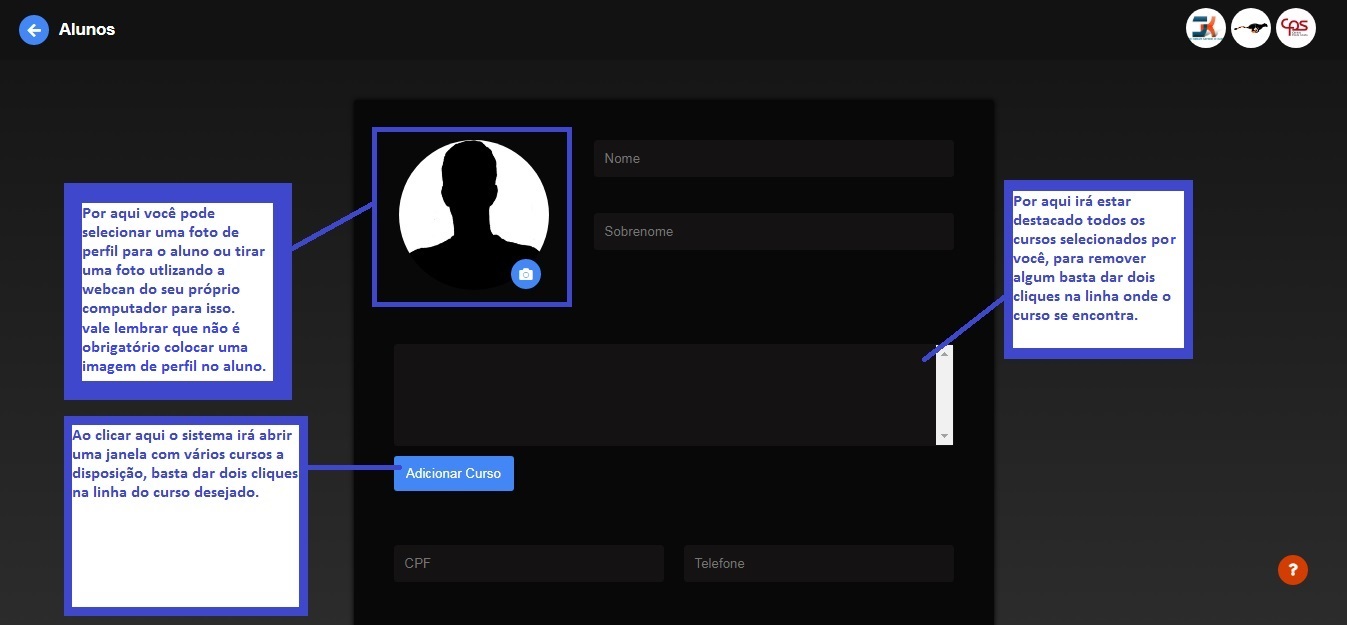 Alunos
CPS
Nome
Sobrenome
Por aqui você pode
selecionar uma foto de
perfil para o aluno ou tirar
uma foto utlizando a
webcan do seu próprio
computador para isso.
vale lembrar que não é
obrigatório colocar uma
imagem de perfil no aluno.
Por aqui irá estar
destacado todos os
cursos selecionados por
você, para remover
algum basta dar dois
cliques na linha onde o
curso se encontra.
Ao clicar aqui o sistema irá abrir
uma janela com vários cursos a
disposição, basta dar dois cliques
na linha do curso desejado.
Adicionar Curso
CPF
Telefone
?